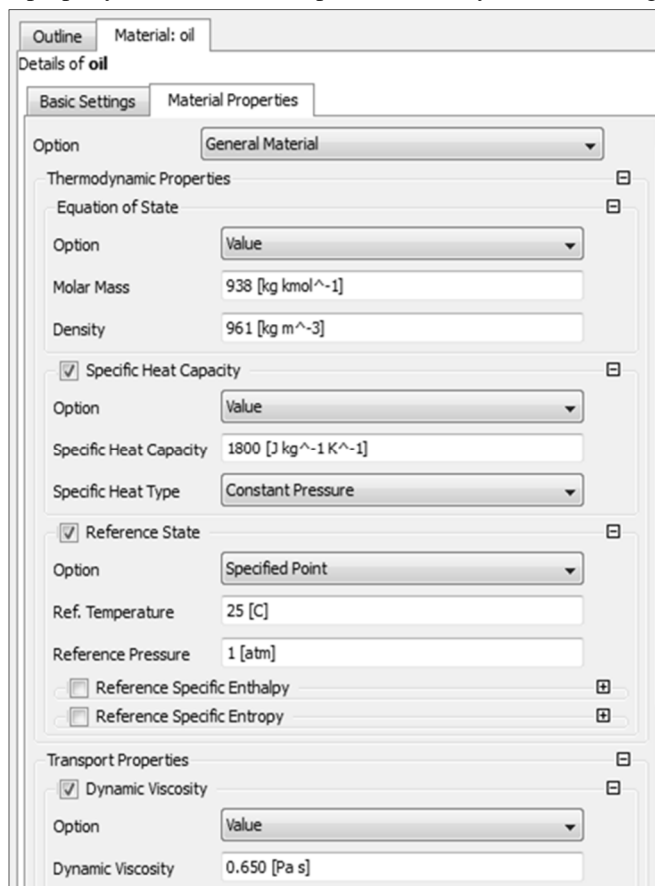 Outline Material: oil
Details of oil
Basic Settings Material Properties
Option General Material
Thermodynamic Properties
Equation of State
Option Value
Molar Mass 938 [kg kmol^-1]
Density 961 [kg m^-3]
Specific Heat Capacity
Option Value
Specific Heat Capacity 1800 [J kg^-1 K^-1]
Specific Heat Type Constant Pressure
Reference State
Option Specified Point
Ref. Temperature 25 [C]
Reference Pressure 1 [atm]
Reference Specific Enthalpy
Reference Specific Entropy
Transport Properties
Dynamic Viscosity
Option Value
Dynamic Viscosity 0.650 [Pa s]